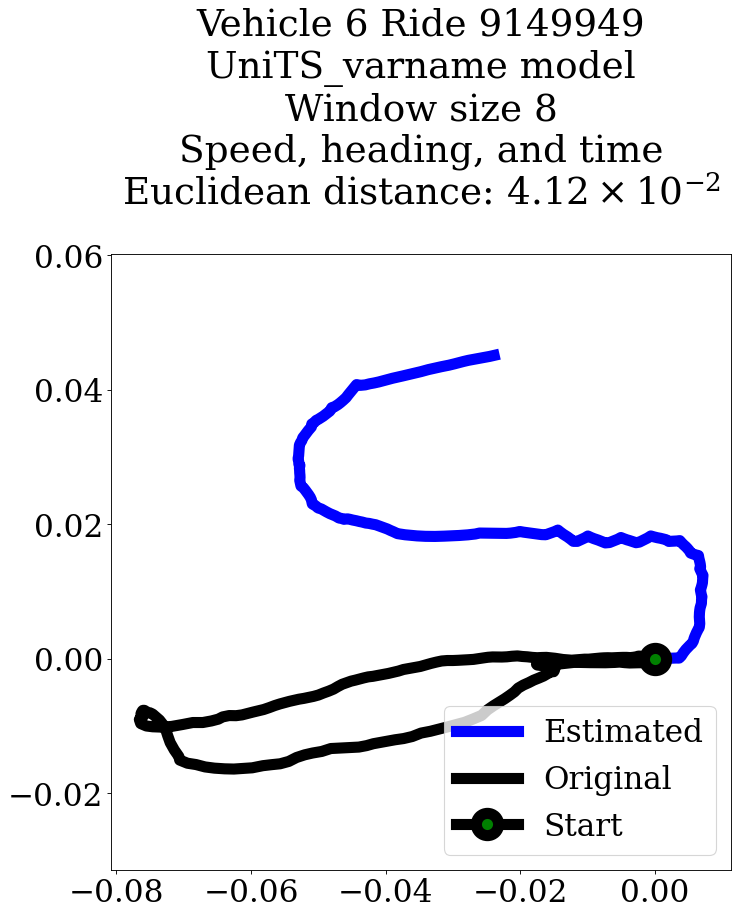 Vehicle 6 Ride 9149949
UniTS_varname model
Window size 8
Speed, heading, and time
Euclidean distance: 4.12 × 10⁻²
0.06
0.04
0.02
0.00
−0.02
Estimated
Original
Start
−0.08 −0.06 −0.04 −0.02 0.00